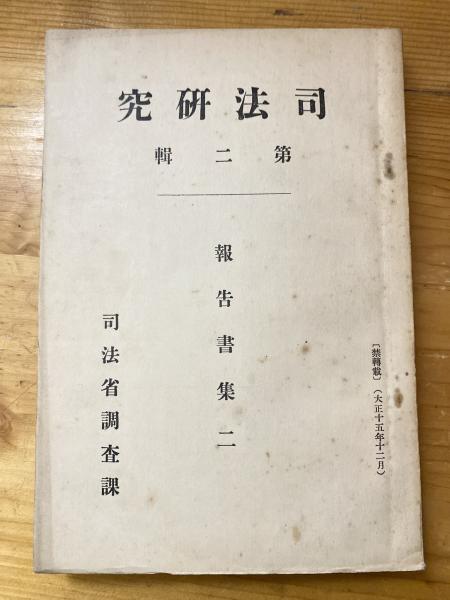 司法研究
第二輯
〔禁轉載〕(大正十五年十二月)
報告書集二
司法省調査課